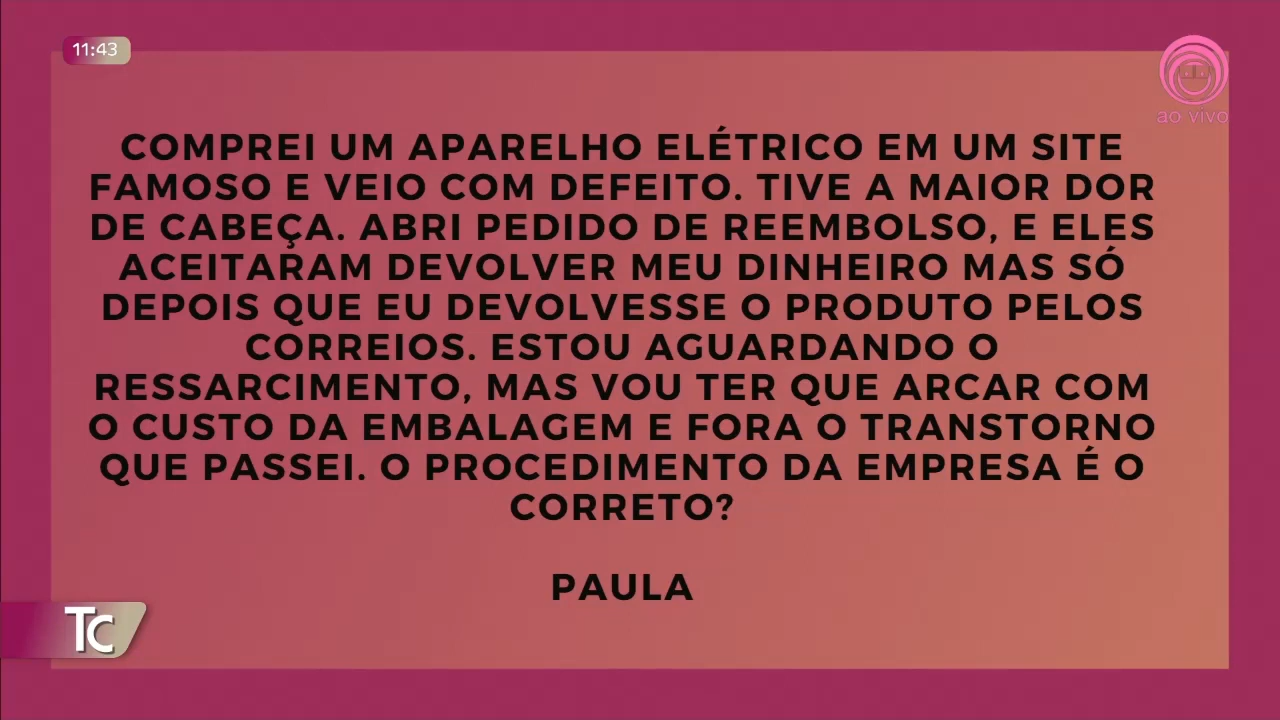 11:43
ao vivo
COMPREI UM APARELHO ELÉTRICO EM UM SITE
FAMOSO E VEIO COM DEFEITO. TIVE A MAIOR DOR
DE CABEÇA. ABRI PEDIDO DE REEMBOLSO, E ELES
ACEITARAM DEVOLVER MEU DINHEIRO MAS SÓ
DEPOIS QUE EU DEVOLVESSE O PRODUTO PELOS
CORREIOS. ESTOU AGUARDANDO O
RESSARCIMENTO, MAS VOU TER QUE ARCAR COM
O CUSTO DA EMBALAGEM E FORA O TRANSTORNO
QUE PASSEI. O PROCEDIMENTO DA EMPRESA É O
CORRETO?
PAULA
Tc